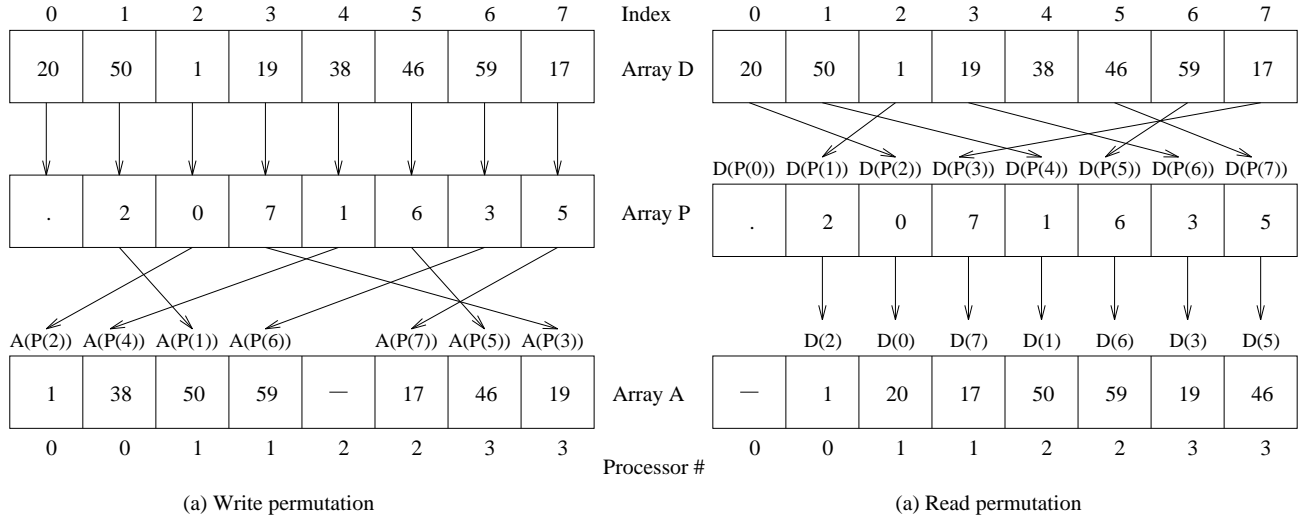 0 1 2 3 4 5 6 7 Index 0 1 2 3 4 5 6 7
20 50 1 19 38 46 59 17 Array D 20 50 1 19 38 46 59 17
D(P(0)) D(P(1)) D(P(2)) D(P(3)) D(P(4)) D(P(5)) D(P(6)) D(P(7))
. 2 0 7 1 6 3 5 Array P . 2 0 7 1 6 3 5
A(P(2)) A(P(4)) A(P(1)) A(P(6)) A(P(7)) A(P(5)) A(P(3)) D(2) D(0) D(7) D(1) D(6) D(3) D(5)
1 38 50 59 — 17 46 19 Array A — 1 20 17 50 59 19 46
0 0 1 1 2 2 3 3 0 0 1 1 2 2 3 3
Processor #
(a) Write permutation (a) Read permutation